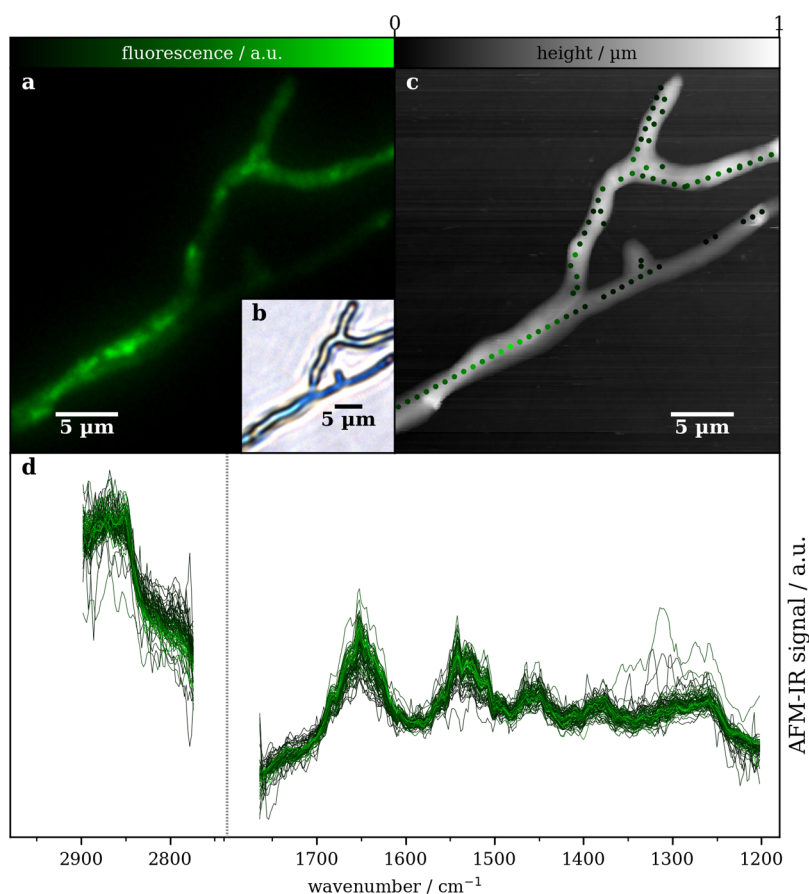 0 1
fluorescence / a.u. height / µm
a c
b
5 µm 5 µm 5 µm
d
AFM-IR signal / a.u.
2900 2800 1700 1600 1500 1400 1300 1200
wavenumber / cm⁻¹